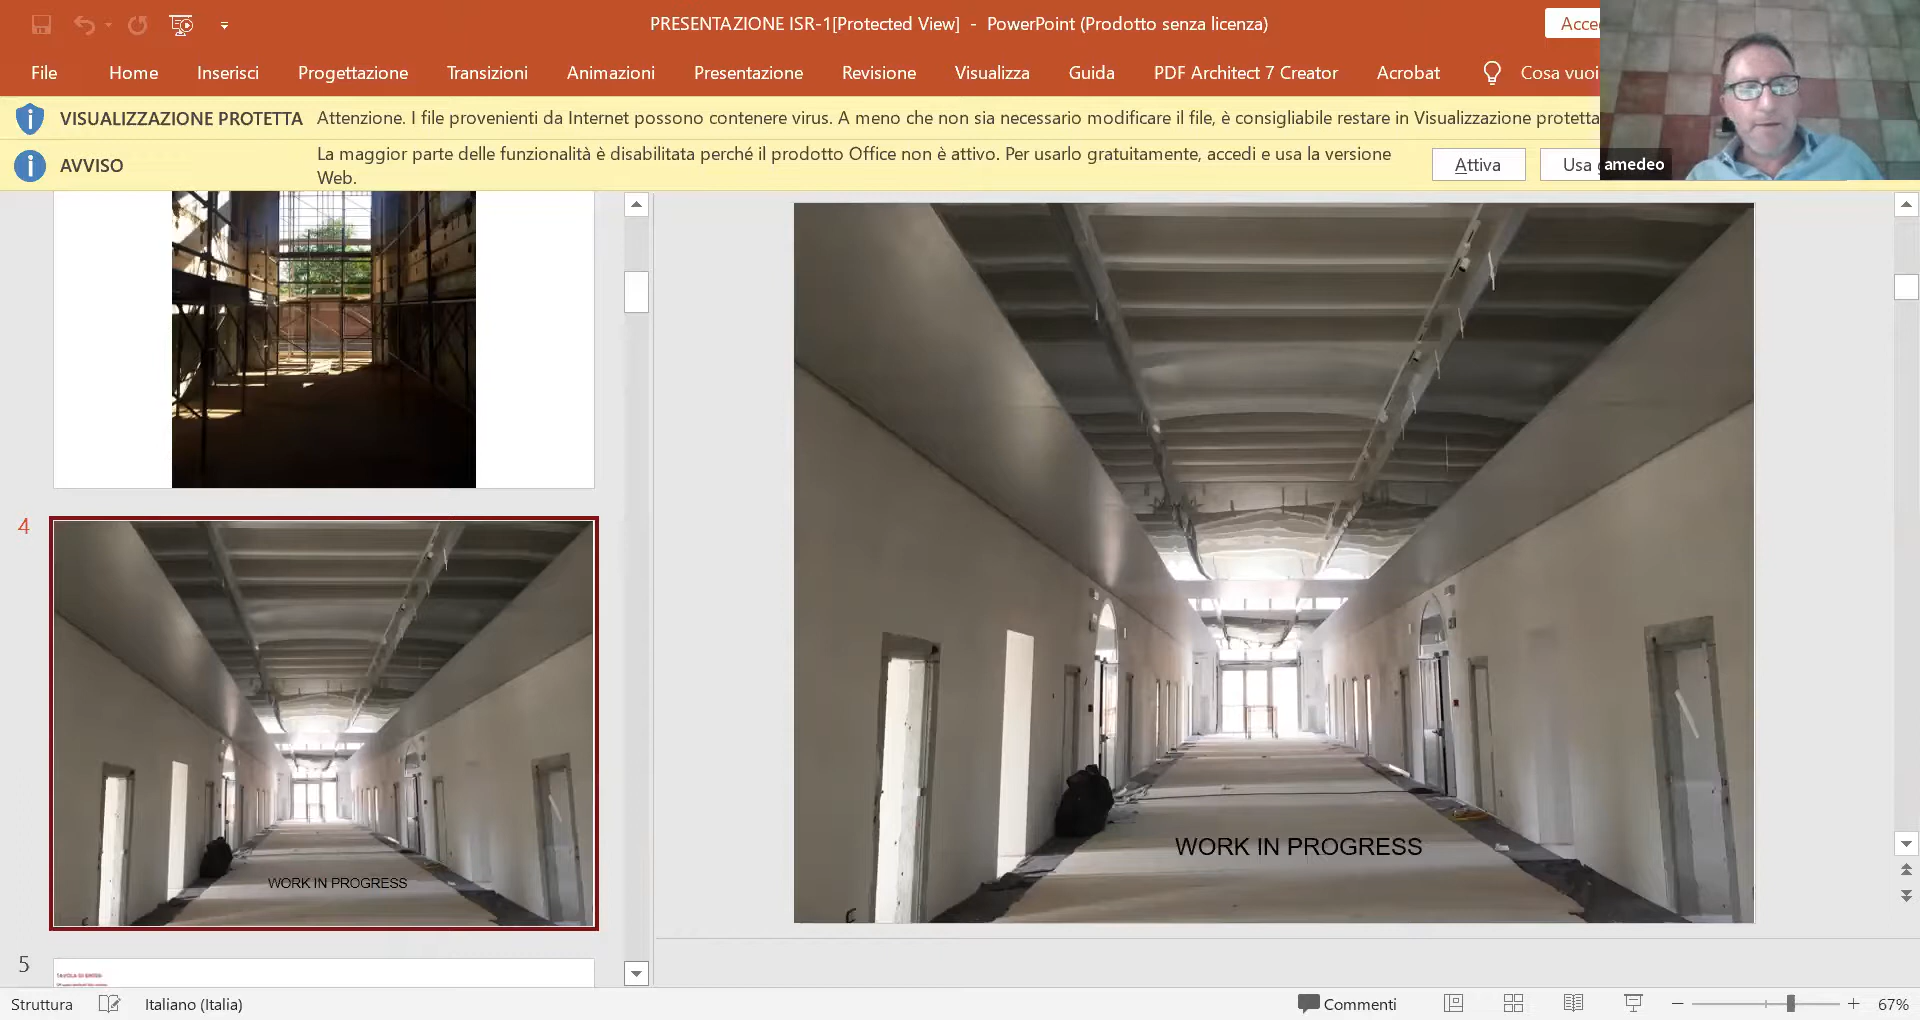 PRESENTAZIONE ISR-1[Protected View] - PowerPoint (Prodotto senza licenza)
File Home Inserisci Progettazione Transizioni Animazioni Presentazione Revisione Visualizza Guida PDF Architect 7 Creator Acrobat Cosa vuoi
VISUALIZZAZIONE PROTETTA Attenzione. I file provenienti da Internet possono contenere virus. A meno che non sia necessario modificare il file, è consigliabile restare in Visualizzazione protetta
AVVISO La maggior parte delle funzionalità è disabilitata perché il prodotto Office non è attivo. Per usarlo gratuitamente, accedi e usa la versione
Web.
Attiva
Usa
amedeo
4
WORK IN PROGRESS
5
WORK IN PROGRESS
Struttura Italiano (Italia) Commenti 67%